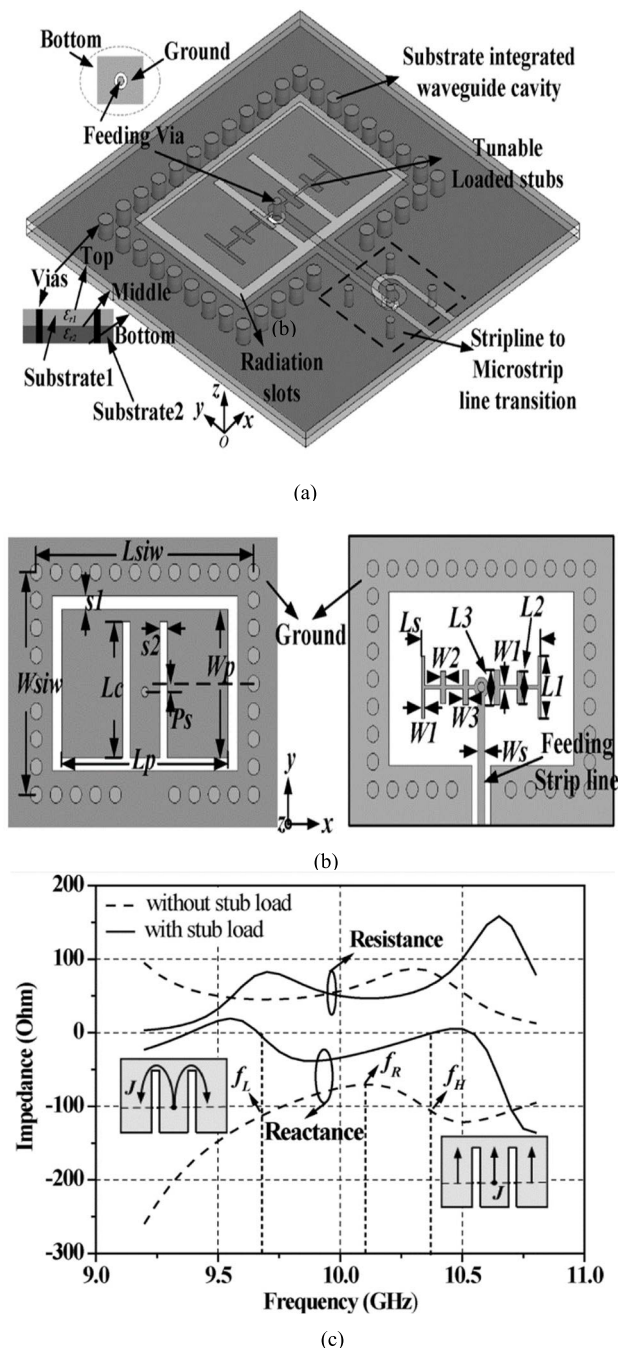 Bottom
Ground
Feeding Via
Substrate integrated
waveguide cavity
Tunable
Loaded stubs
Vias
Top
Middle
Bottom
εr1
εr2
Substrate1
Substrate2
(b)
Radiation
slots
Stripline to
Microstrip
line transition
z
y
x
O
(a)
Lsiw
s1
s2
Wp
Wsiw
Lc
Ps
Lp
Ground
y
z
x
Ls
L3
L2
W2
W1
L1
W3
W1
Ws
Feeding
Strip line
(b)
200
100
0
-100
-200
-300
Impedance (Ohm)
without stub load
with stub load
Resistance
Reactance
J
fL
fR
fH
J
9.0
9.5
10.0
10.5
11.0
Frequency (GHz)
(c)